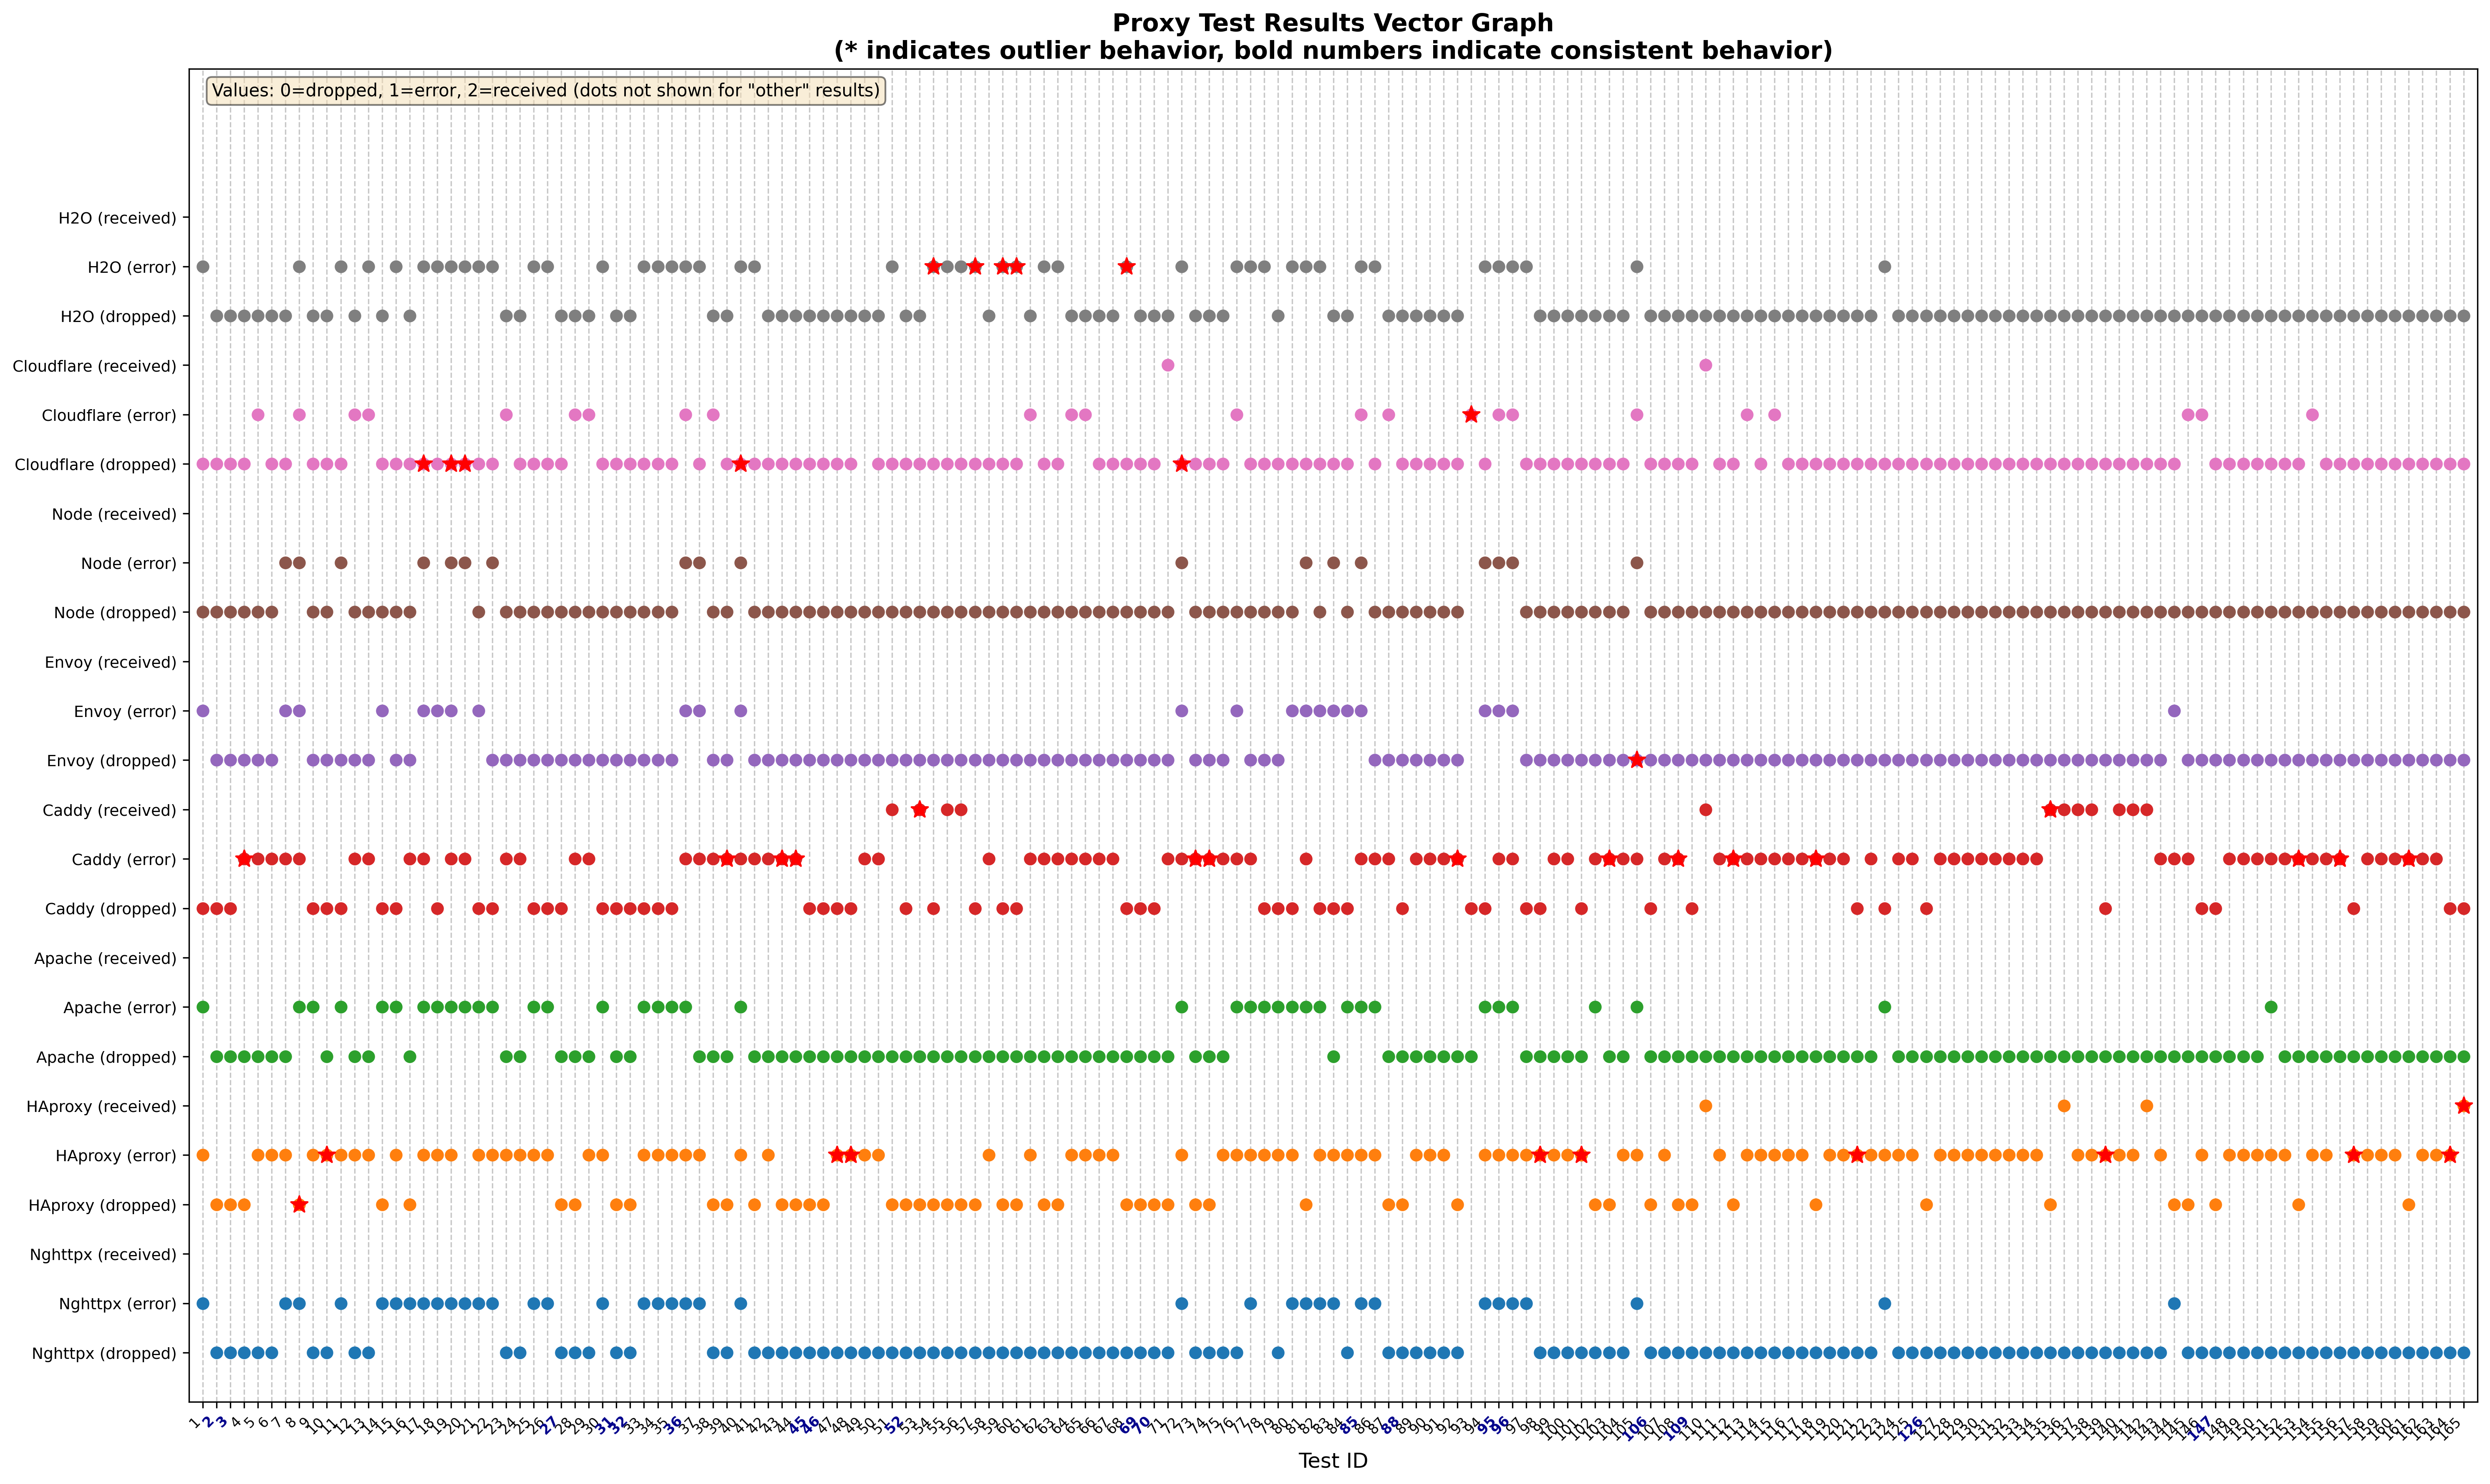 Proxy Test Results Vector Graph
(* indicates outlier behavior, bold numbers indicate consistent behavior)
Values: 0=dropped, 1=error, 2=received (dots not shown for "other" results)
H2O (received)
H2O (error)
H2O (dropped)
Cloudflare (received)
Cloudflare (error)
Cloudflare (dropped)
Node (received)
Node (error)
Node (dropped)
Envoy (received)
Envoy (error)
Envoy (dropped)
Caddy (received)
Caddy (error)
Caddy (dropped)
Apache (received)
Apache (error)
Apache (dropped)
HAproxy (received)
HAproxy (error)
HAproxy (dropped)
Nghttpx (received)
Nghttpx (error)
Nghttpx (dropped)
1 2 3 4 5 6 7 8 9 10 11 12 13 14 15 16 17 18 19 20 21 22 23 24 25 26 27 28 29 30 31 32 33 34 35 36 37 38 39 40 41 42 43 44 45 46 47 48 49 50 51 52 53 54 55 56 57 58 59 60 61 62 63 64 65 66 67 68 69 70 71 72 73 74 75 76 77 78 79 80 81 82 83 84 85 86 87 88 89 90 91 92 93 94 95 96 97 98 99 100 101 102 103 104 105 106 107 108 109 110 111 112 113 114 115 116 117 118 119 120 121 122 123 124 125 126 127 128 129 130 131 132 133 134 135 136 137 138 139 140 141 142 143 144 145 146 147 148 149 150 151 152 153 154 155 156 157 158 159 160 161 162 163 164 165
Test ID